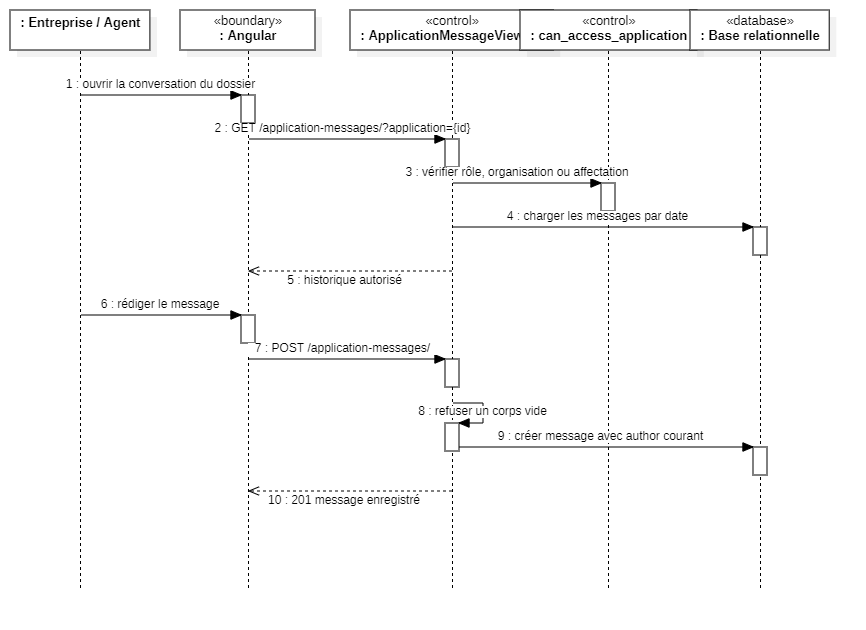 : Entreprise / Agent
«boundary»
: Angular
«control»
: ApplicationMessageView
«control»
: can_access_application
«database»
: Base relationnelle
1 : ouvrir la conversation du dossier
2 : GET /application-messages/?application={id}
3 : vérifier rôle, organisation ou affectation
4 : charger les messages par date
5 : historique autorisé
6 : rédiger le message
7 : POST /application-messages/
8 : refuser un corps vide
9 : créer message avec author courant
10 : 201 message enregistré